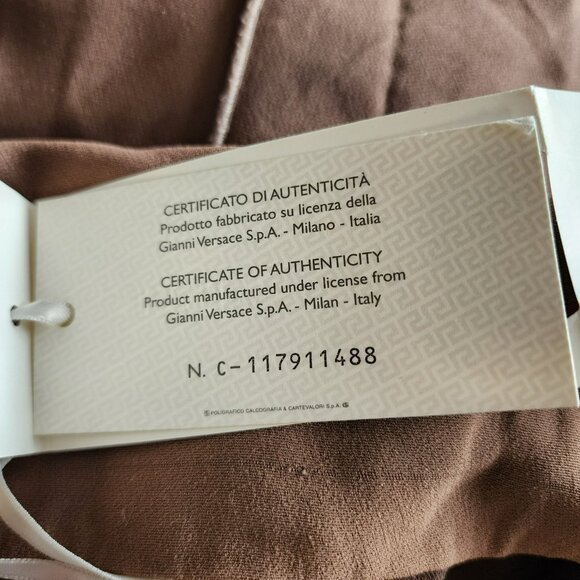 CERTIFICATO DI AUTENTICITÀ
Prodotto fabbricato su licenza della
Gianni Versace S.p.A. - Milano - Italia
CERTIFICATE OF AUTHENTICITY
Product manufactured under license from
Gianni Versace S.p.A. - Milan - Italy
N. C-117911488
POLIGRAFICO CALCOGRAFIA & CARTEVALORI S.p.A.